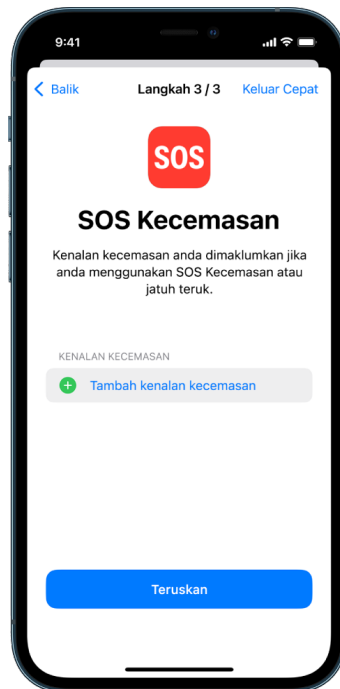 9:41
Balik
Langkah 3 / 3
Keluar Cepat
SOS
SOS Kecemasan
Kenalan kecemasan anda dimaklumkan jika
anda menggunakan SOS Kecemasan atau
jatuh teruk.
KENALAN KECEMASAN
Tambah kenalan kecemasan
Teruskan